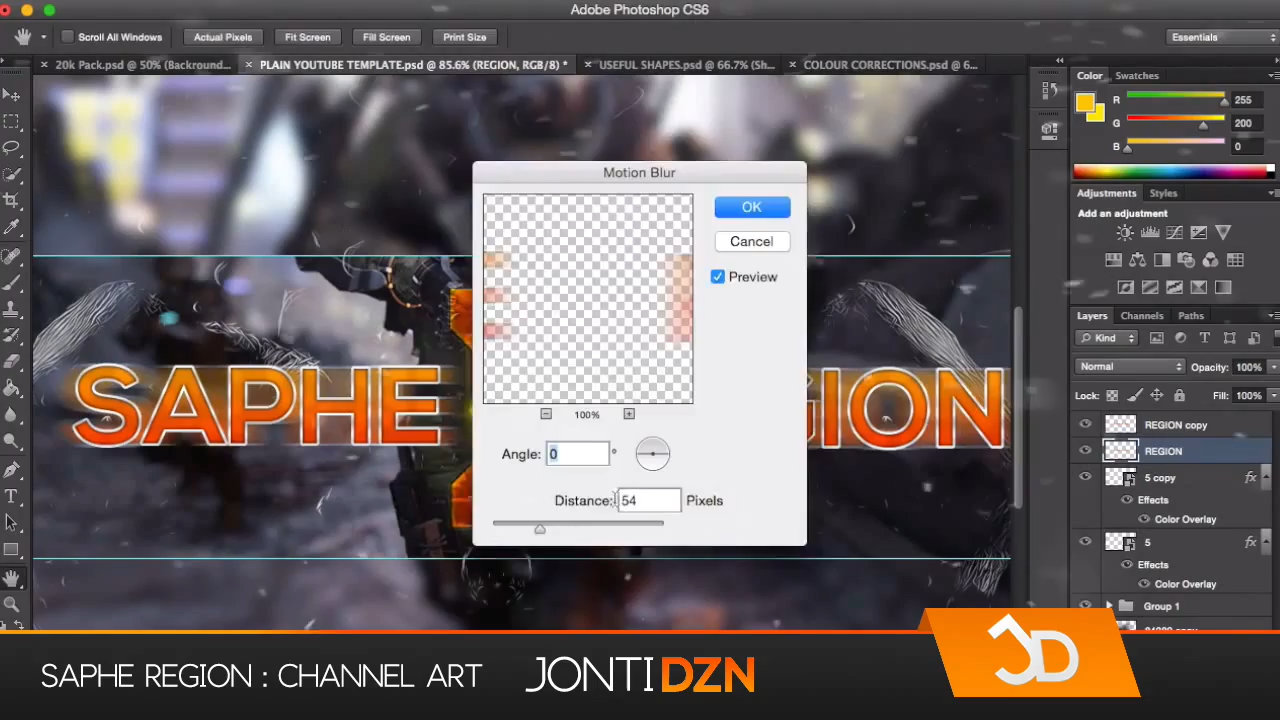 Adobe Photoshop CS6
Scroll All Windows
Actual Pixels
Fit Screen
Fill Screen
Print Size
Essentials
20k Pack.psd @ 50% (Backround...
PLAIN YOUTUBE TEMPLATE.psd @ 85.6% (REGION, RGB/8) *
USEFUL SHAPES.psd @ 66.7% (Sh...
COLOUR CORRECTIONS.psd @ 6...
Color
Swatches
R
255
G
200
B
0
Adjustments
Styles
Add an adjustment
Motion Blur
OK
Cancel
Preview
100%
Angle: 0 °
Distance: 54 Pixels
SAPHE
GION
Layers
Channels
Paths
Kind
Normal
Opacity: 100%
Lock:
Fill: 100%
REGION copy
REGION
5 copy
fx
Effects
Color Overlay
5
fx
Effects
Color Overlay
Group 1
SAPHE REGION : CHANNEL ART
JONTI DZN
JD